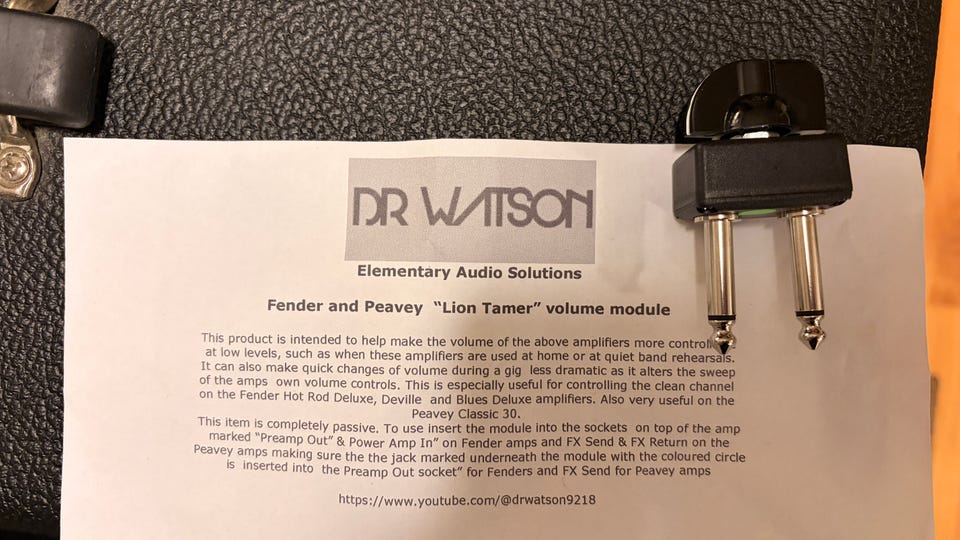 DR WATSON
Elementary Audio Solutions
Fender and Peavey "Lion Tamer" volume module
This product is intended to help make the volume of the above amplifiers more
at low levels, such as when these amplifiers are used at home or at quiet band rehearsals.
It can also make quick changes of volume during a gig less dramatic as it alters the sweep
of the amps own volume controls. This is especially useful for controlling the clean channel
on the Fender Hot Rod Deluxe, Deville and Blues Deluxe amplifiers. Also very useful on the
Peavey Classic 30.
This item is completely passive. To use insert the module into the sockets on top of the amp
marked "Preamp Out" & Power Amp In" on Fender amps and FX Send & FX Return on the
Peavey amps making sure the the jack marked underneath the module with the coloured circle
is inserted into the Preamp Out socket" for Fenders and FX Send for Peavey amps
https://www.youtube.com/@drwatson9218